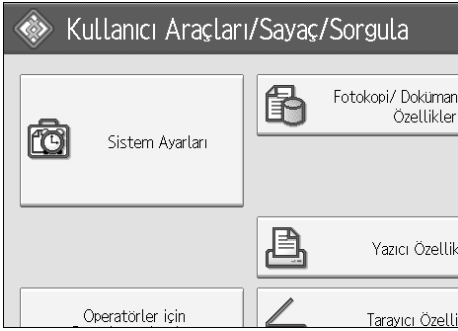 Kullanıcı Araçları/Sayaç/Sorgula
Sistem Ayarları
Fotokopi/ Doküman
Özellikler
Yazıcı Özellik
Operatörler için
Tarayıcı Özelli